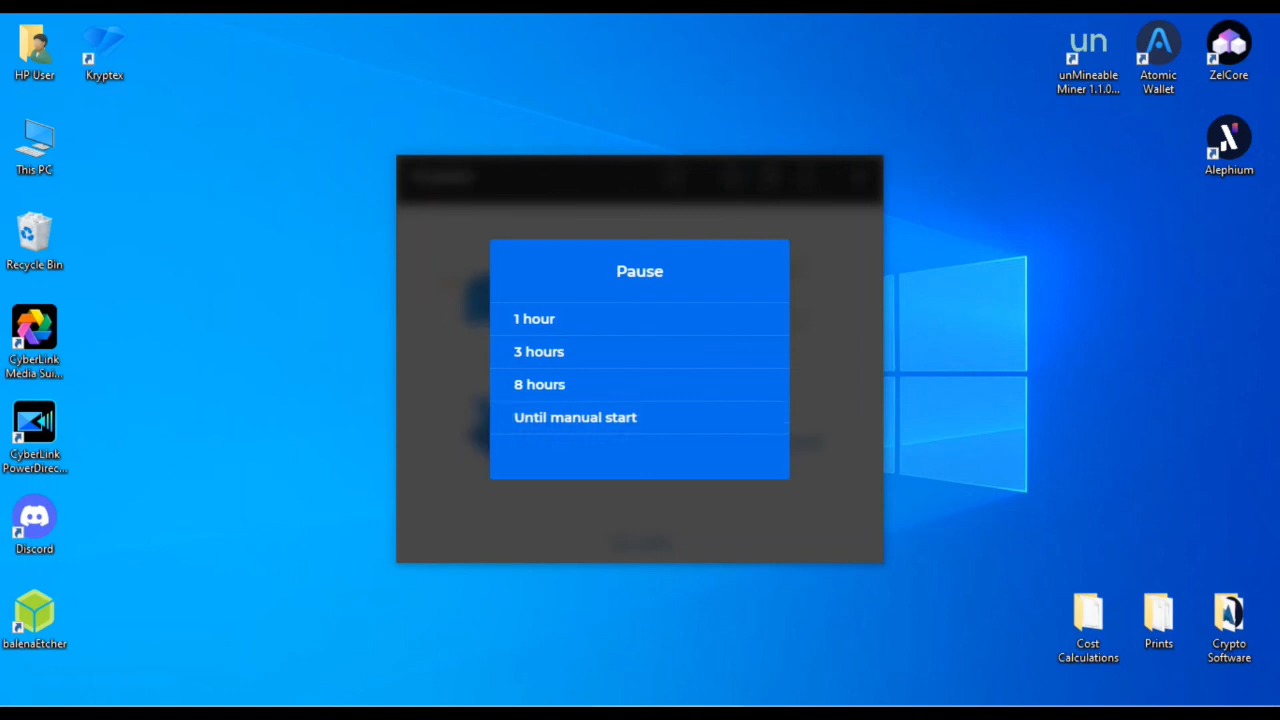 HP User
Kryptex
un
unMineable
Miner 1.1.0...
Atomic
Wallet
ZelCore
This PC
Alephium
Recycle Bin
Pause
1 hour
3 hours
8 hours
Until manual start
CyberLink
Media Sui...
CyberLink
PowerDirec...
Discord
balenaEtcher
Cost
Calculations
Prints
Crypto
Software